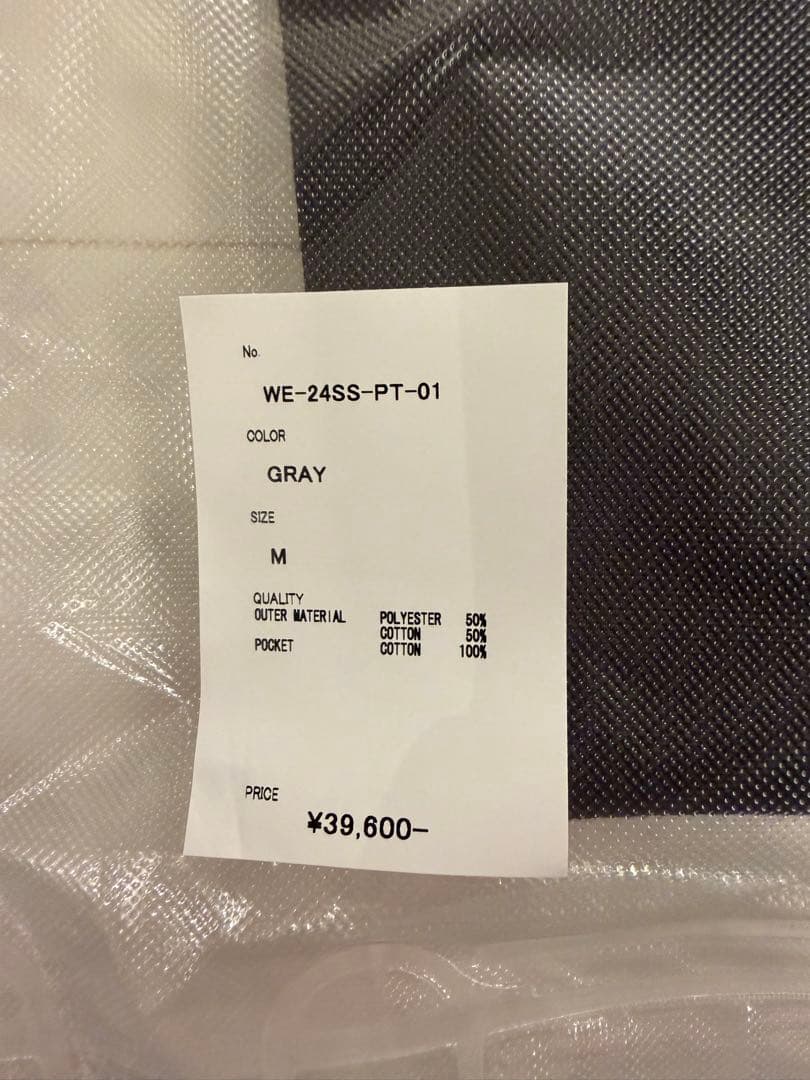 No.
WE-24SS-PT-01
COLOR
GRAY
SIZE
M
QUALITY
OUTER MATERIAL POLYESTER 50%
COTTON 50%
POCKET COTTON 100%
PRICE
¥39,600-